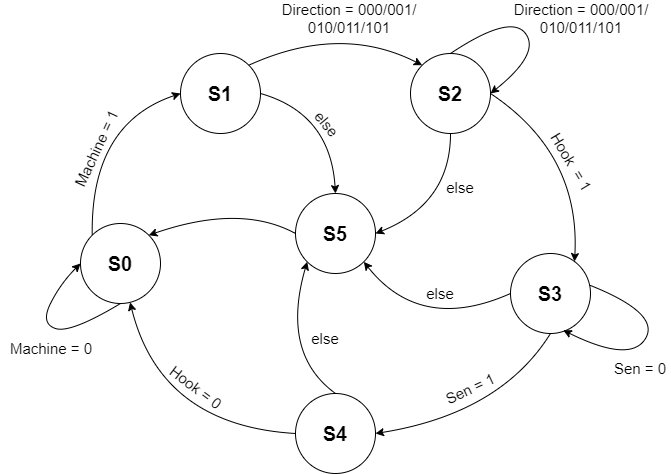 Direction = 000/001/
010/011/101
Direction = 000/001/
010/011/101
S1
S2
Machine = 1
else
Hook = 1
else
S5
S0
S3
else
Machine = 0
else
Sen = 0
Hook = 0
Sen = 1
S4